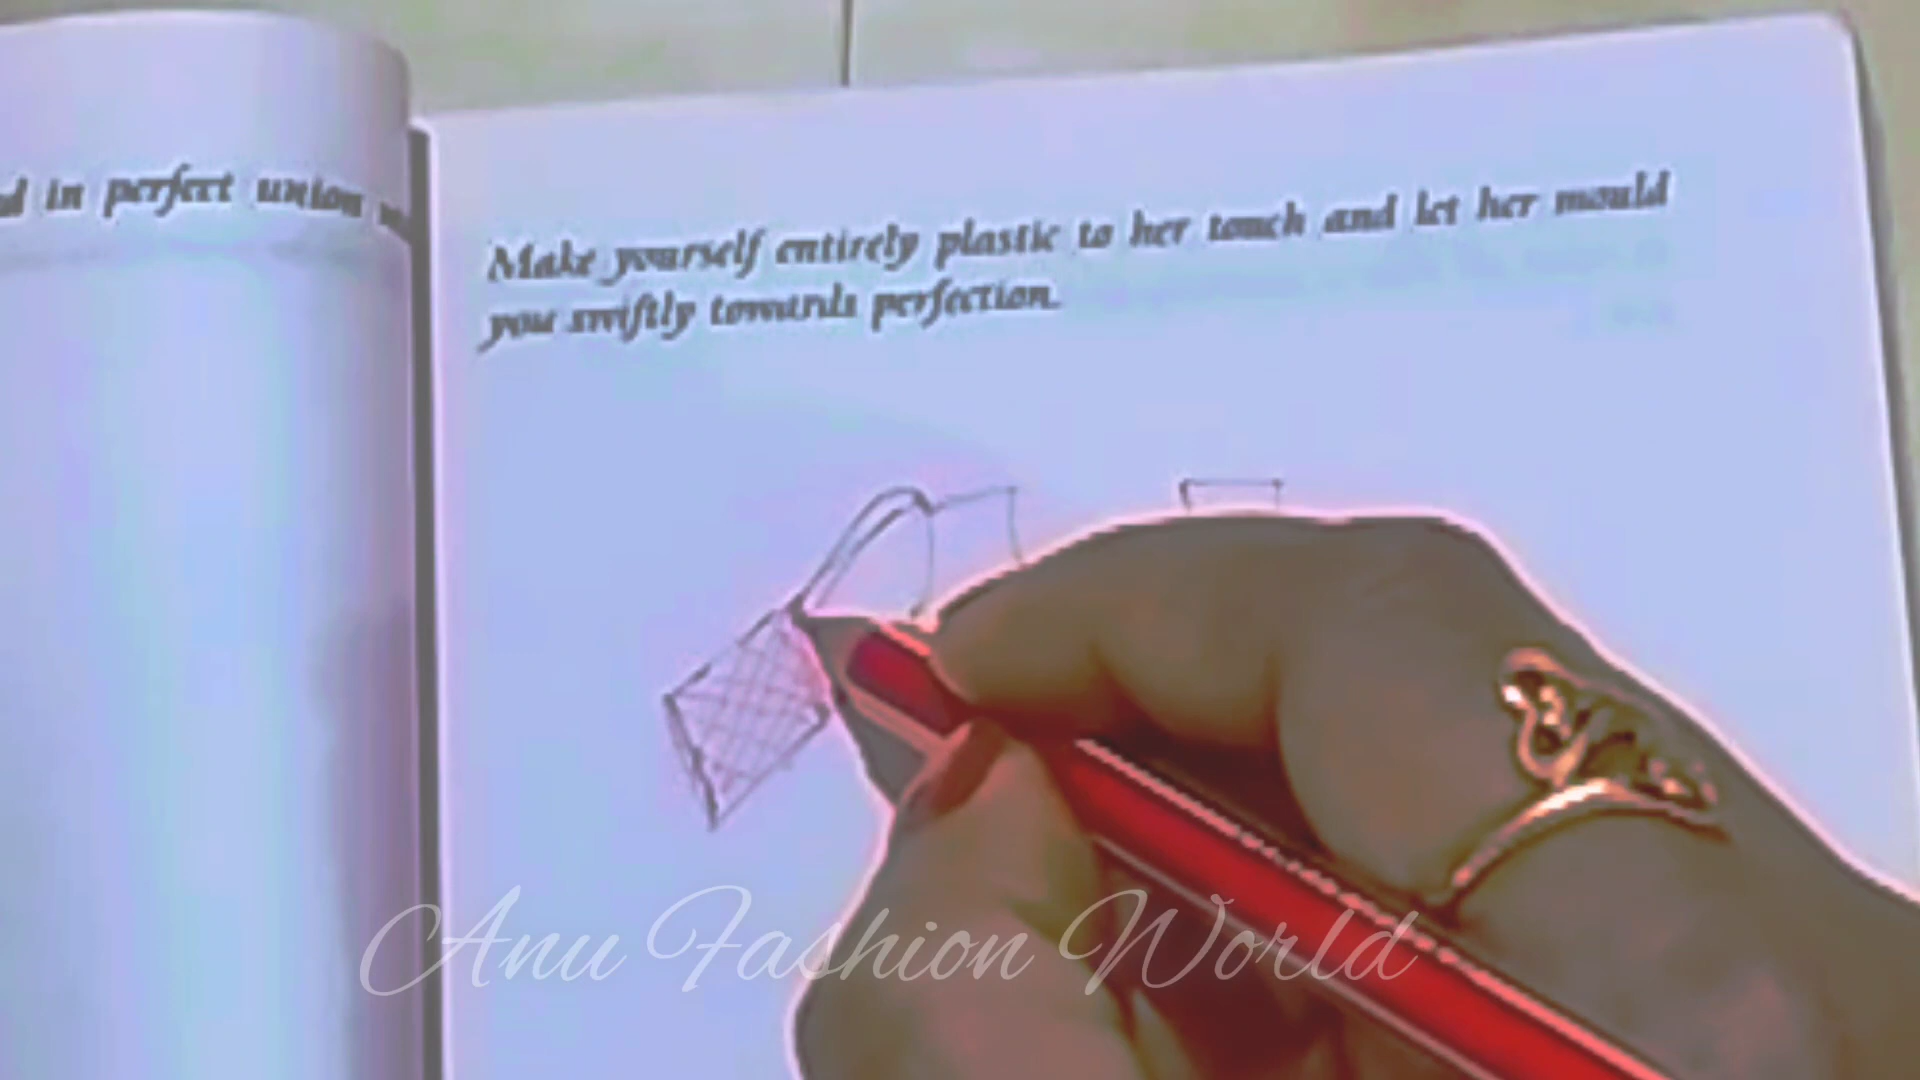 in perfect union
Make yourself entirely plastic to her touch and let her mould
you swiftly towards perfection.
Anu Fashion World